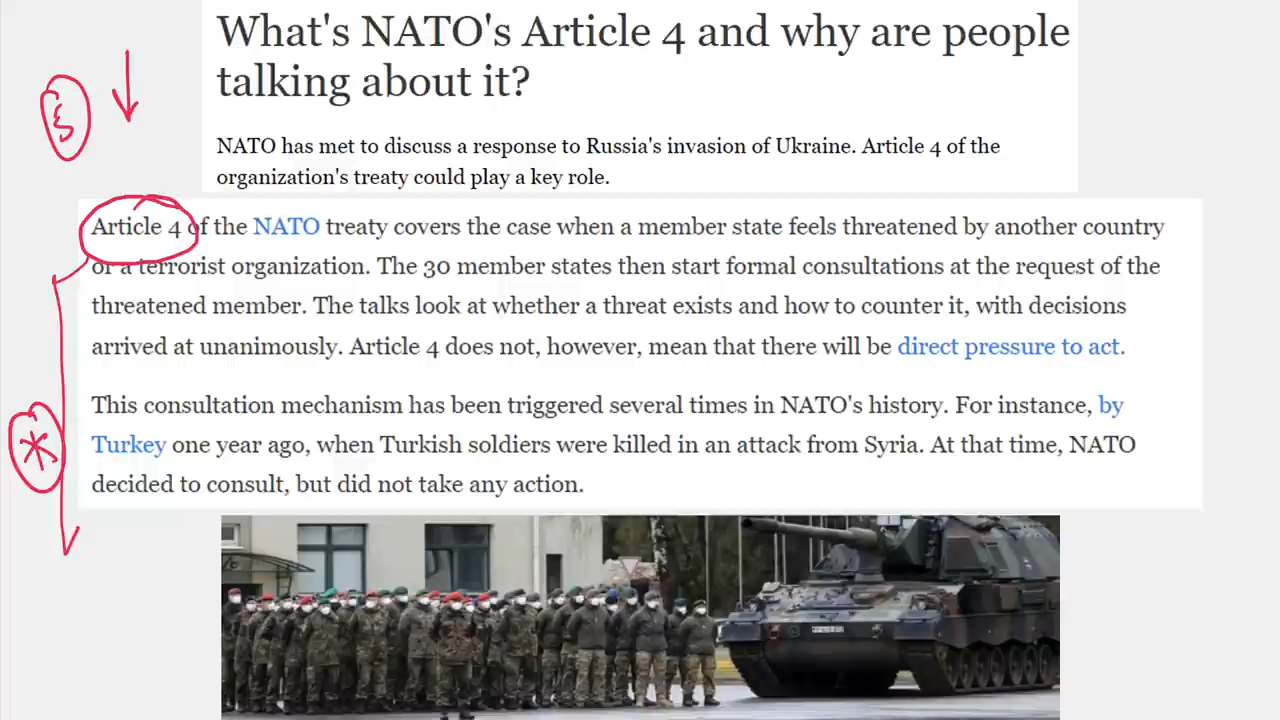 What's NATO's Article 4 and why are people
talking about it?
NATO has met to discuss a response to Russia's invasion of Ukraine. Article 4 of the
organization's treaty could play a key role.
Article 4 of the NATO treaty covers the case when a member state feels threatened by another country
or a terrorist organization. The 30 member states then start formal consultations at the request of the
threatened member. The talks look at whether a threat exists and how to counter it, with decisions
arrived at unanimously. Article 4 does not, however, mean that there will be direct pressure to act.
This consultation mechanism has been triggered several times in NATO's history. For instance, by
Turkey one year ago, when Turkish soldiers were killed in an attack from Syria. At that time, NATO
decided to consult, but did not take any action.